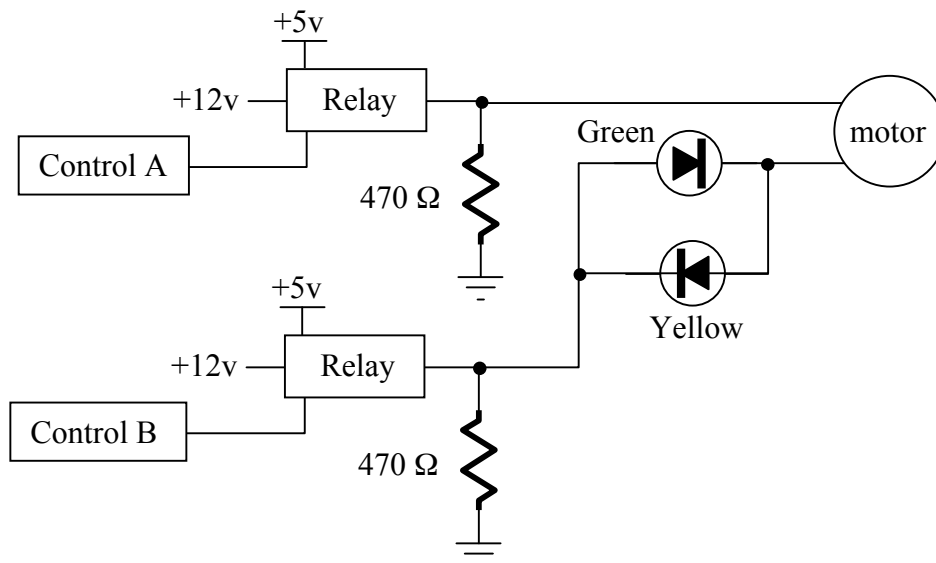 +5v
+12v
Relay
Control A
470 Ω
Green
motor
Yellow
+5v
+12v
Relay
Control B
470 Ω